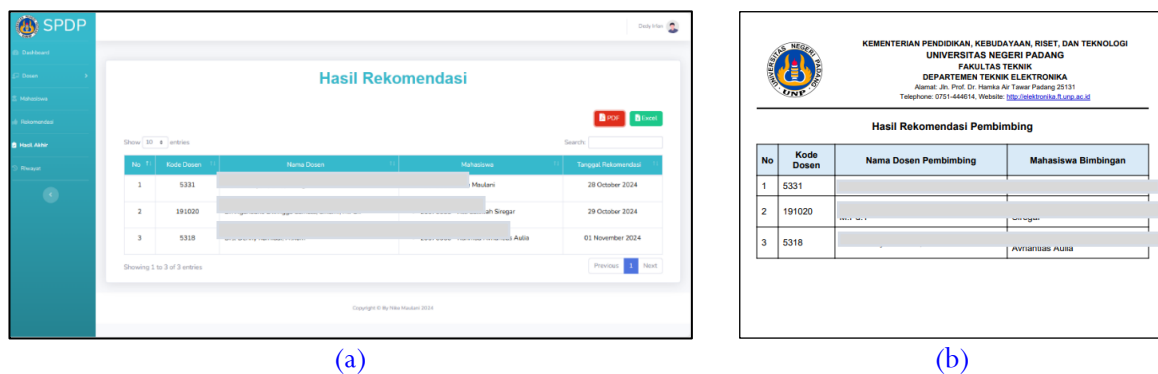 SPDP
Disly Irfan
Dashboard
Dosen
Mahasiswa
Rekomendasi
Hasil Akhir
Riwayat
Hasil Rekomendasi
PDF Excel
Show 10 entries Search:
No Kode Dosen Nama Dosen Mahasiswa Tanggal Rekomendasi
1 5331 Maulani 28 October 2024
2 191020 Siregar 29 October 2024
3 5318 Aulia 01 November 2024
Showing 1 to 3 of 3 entries Previous 1 Next
Copyright © By Nike Maulani 2024
(a)
UNIVERSITAS NEGERI PADANG
UNP
KEMENTERIAN PENDIDIKAN, KEBUDAYAAN, RISET, DAN TEKNOLOGI
UNIVERSITAS NEGERI PADANG
FAKULTAS TEKNIK
DEPARTEMEN TEKNIK ELEKTRONIKA
Alamat: Jln. Prof. Dr. Hamka Air Tawar Padang 25131
Telephone: 0751-444614, Website: http://elektronika.ft.unp.ac.id
Hasil Rekomendasi Pembimbing
No Kode Dosen Nama Dosen Pembimbing Mahasiswa Bimbingan
1 5331
2 191020 Siregar
3 5318 Aulia
(b)